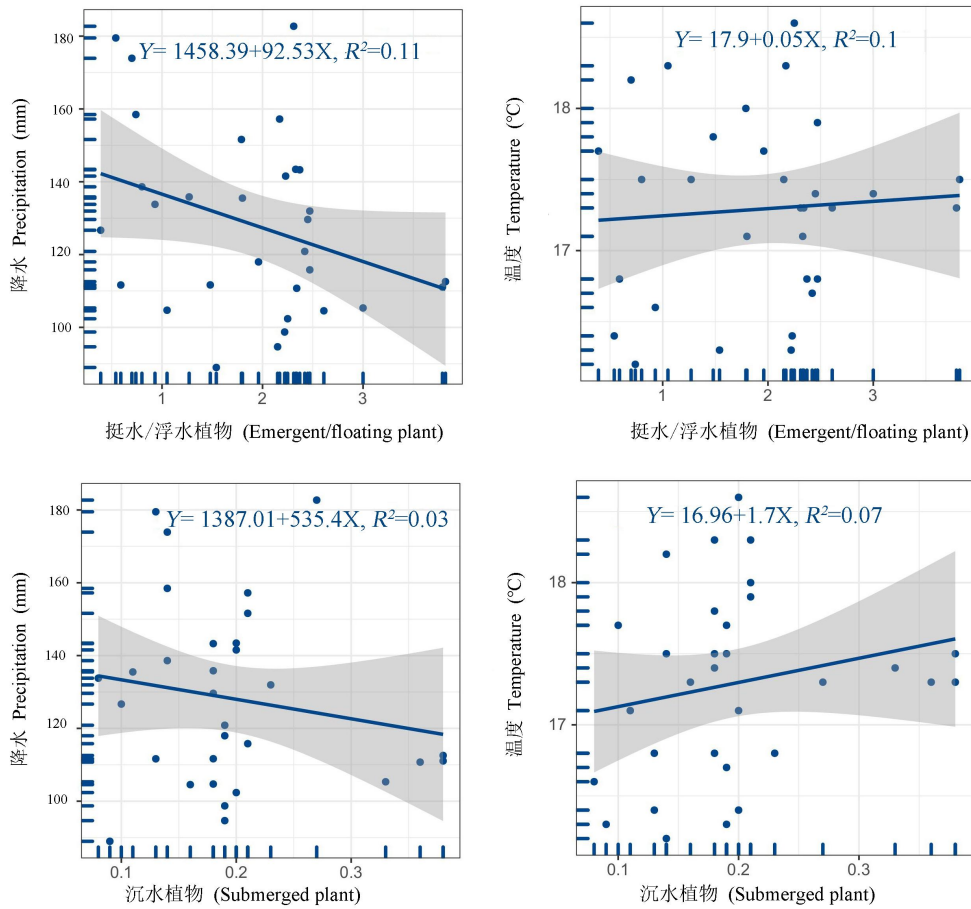 Y= 1458.39+92.53X, R²=0.11
降水 Precipitation (mm)
180
160
140
120
100
1
2
3
挺水/浮水植物 (Emergent/floating plant)
Y= 17.9+0.05X, R²=0.1
温度 Temperature (°C)
18
17
1
2
3
挺水/浮水植物 (Emergent/floating plant)
Y= 1387.01+535.4X, R²=0.03
降水 Precipitation (mm)
180
160
140
120
100
0.1
0.2
0.3
沉水植物 (Submerged plant)
Y= 16.96+1.7X, R²=0.07
温度 Temperature (°C)
18
17
0.1
0.2
0.3
沉水植物 (Submerged plant)